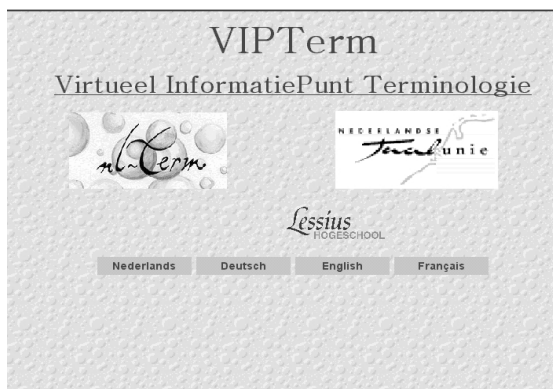 VIPTerm
Virtueel InformatiePunt Terminologie
nl-Term
NEDERLANDSE
Taalunie
Lessius
HOGESCHOOL
Nederlands Deutsch English Français